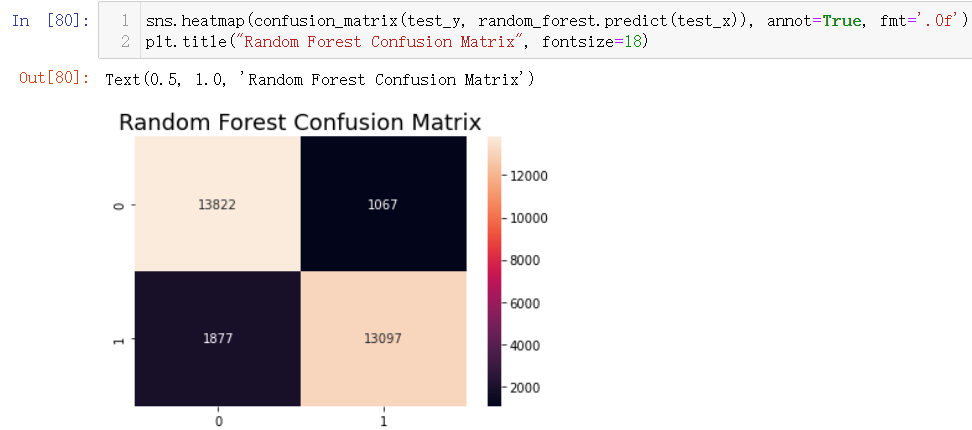 In [80]:
1 sns.heatmap(confusion_matrix(test_y, random_forest.predict(test_x)), annot=True, fmt='.0f')
2 plt.title("Random Forest Confusion Matrix", fontsize=18)
Out[80]: Text(0.5, 1.0, 'Random Forest Confusion Matrix')
Random Forest Confusion Matrix
0
13822
1067
1
1877
13097
0
1
12000
10000
8000
6000
4000
2000